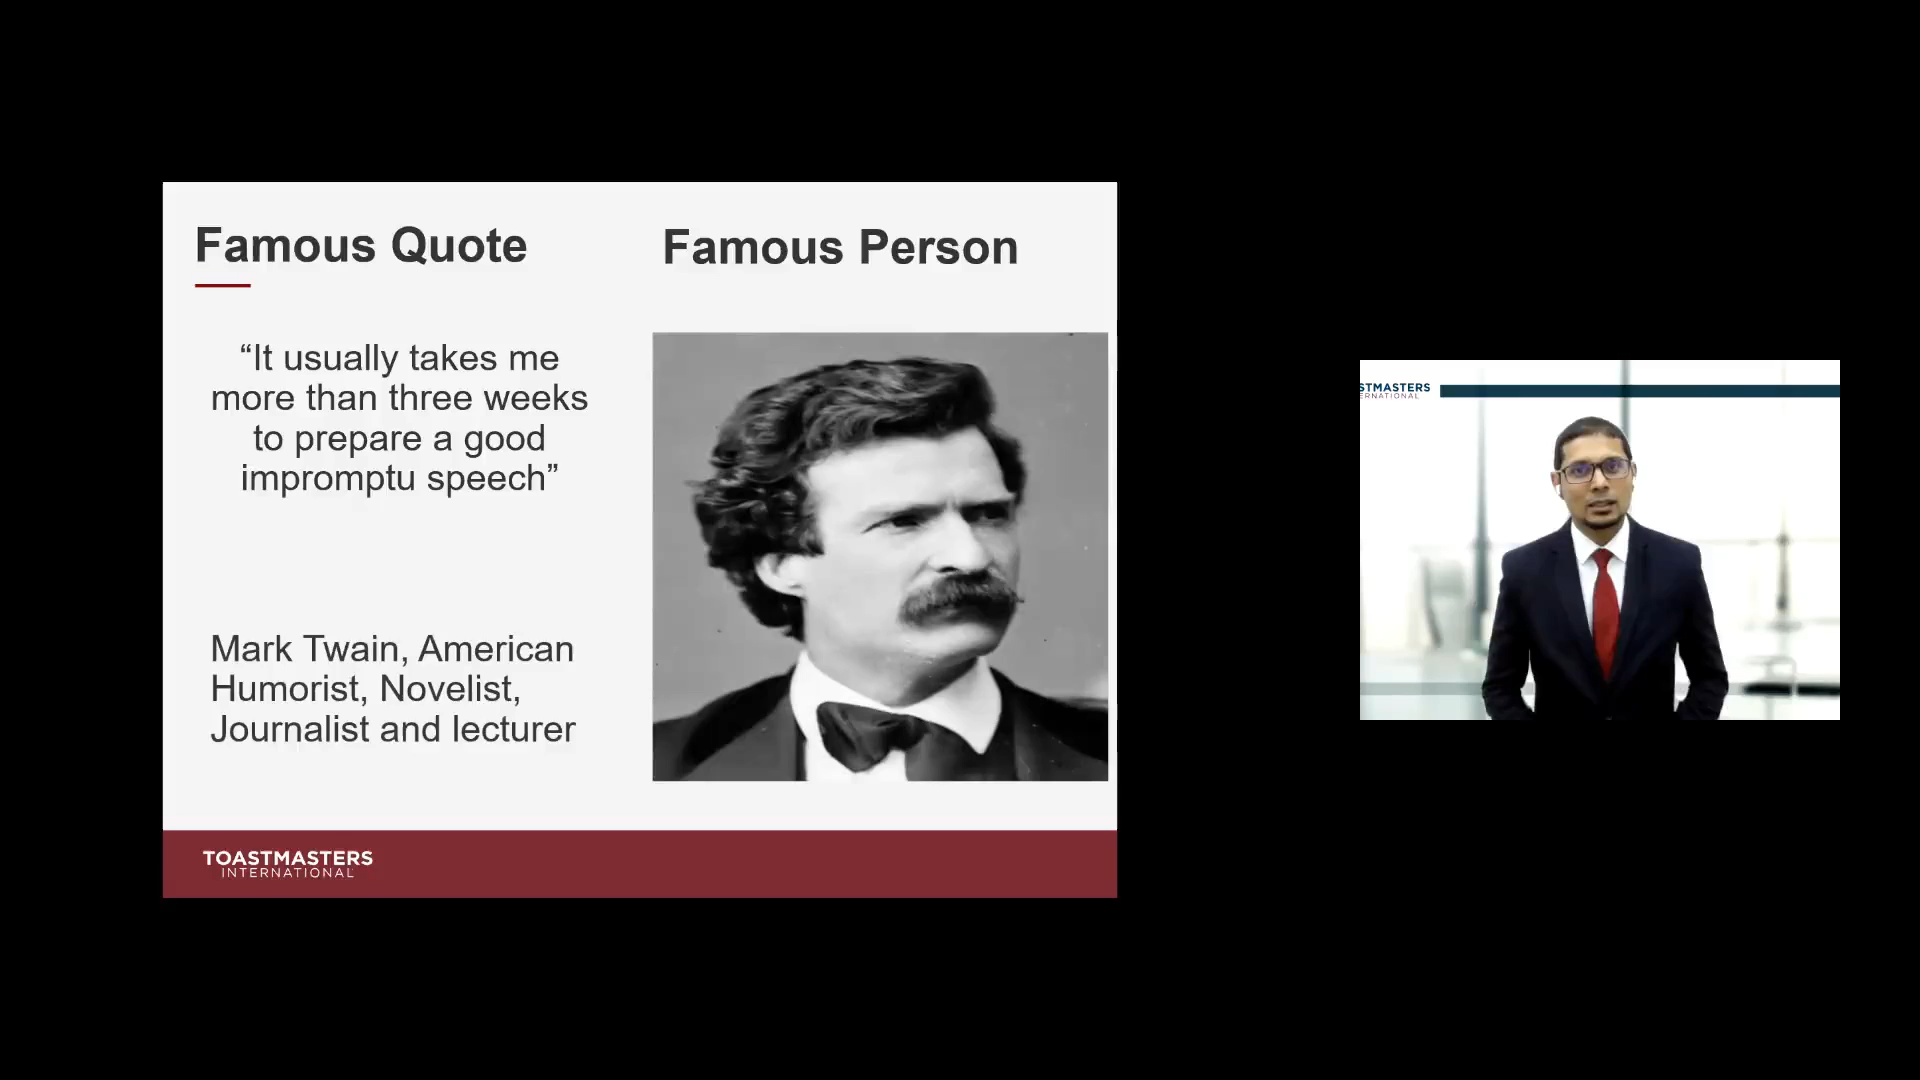 Famous Quote
Famous Person
“It usually takes me
more than three weeks
to prepare a good
impromptu speech”
Mark Twain, American
Humorist, Novelist,
Journalist and lecturer
TOASTMASTERS
INTERNATIONAL
STMASTERS
ERNATIONAL